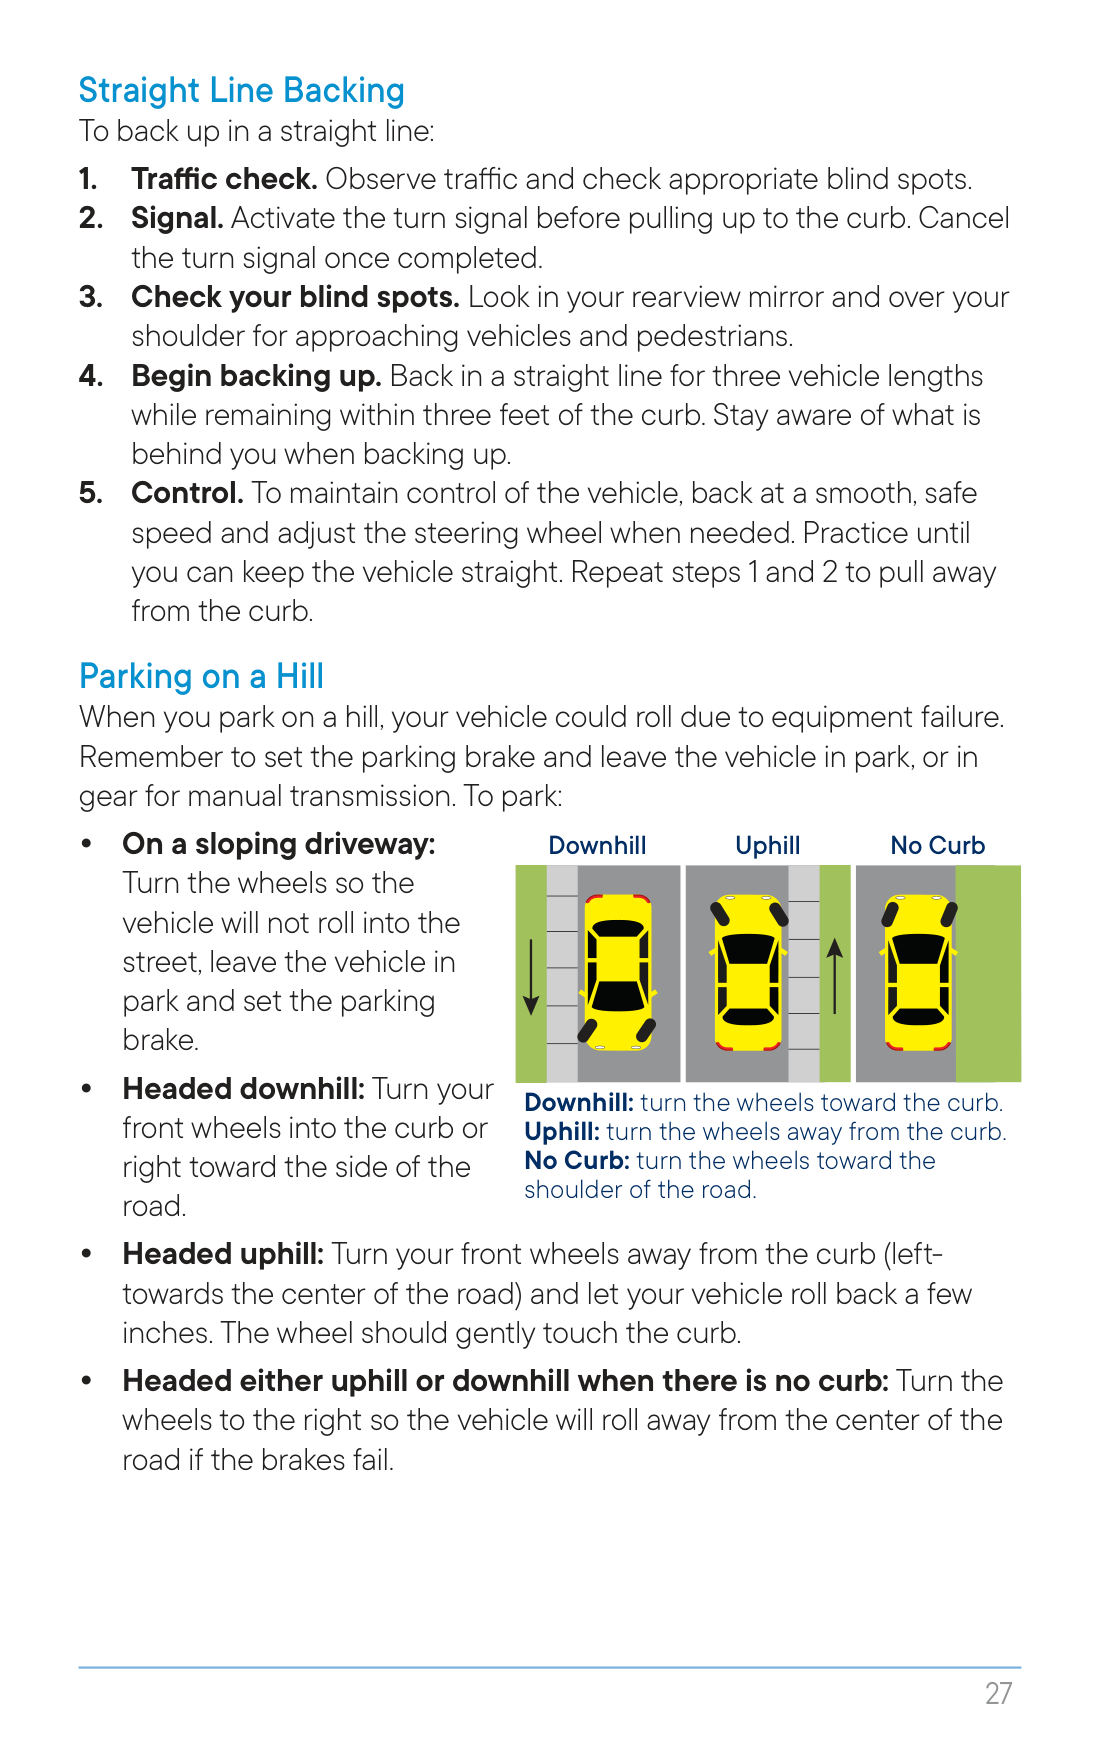 Straight Line Backing
To back up in a straight line:
1. Traffic check. Observe traffic and check appropriate blind spots.
2. Signal. Activate the turn signal before pulling up to the curb. Cancel
the turn signal once completed.
3. Check your blind spots. Look in your rearview mirror and over your
shoulder for approaching vehicles and pedestrians.
4. Begin backing up. Back in a straight line for three vehicle lengths
while remaining within three feet of the curb. Stay aware of what is
behind you when backing up.
5. Control. To maintain control of the vehicle, back at a smooth, safe
speed and adjust the steering wheel when needed. Practice until
you can keep the vehicle straight. Repeat steps 1 and 2 to pull away
from the curb.
Parking on a Hill
When you park on a hill, your vehicle could roll due to equipment failure.
Remember to set the parking brake and leave the vehicle in park, or in
gear for manual transmission. To park:
• On a sloping driveway:
Turn the wheels so the
vehicle will not roll into the
street, leave the vehicle in
park and set the parking
brake.
• Headed downhill: Turn your
front wheels into the curb or
right toward the side of the
road.
Downhill Uphill No Curb
Downhill: turn the wheels toward the curb.
Uphill: turn the wheels away from the curb.
No Curb: turn the wheels toward the
shoulder of the road.
• Headed uphill: Turn your front wheels away from the curb (left-
towards the center of the road) and let your vehicle roll back a few
inches. The wheel should gently touch the curb.
• Headed either uphill or downhill when there is no curb: Turn the
wheels to the right so the vehicle will roll away from the center of the
road if the brakes fail.
27